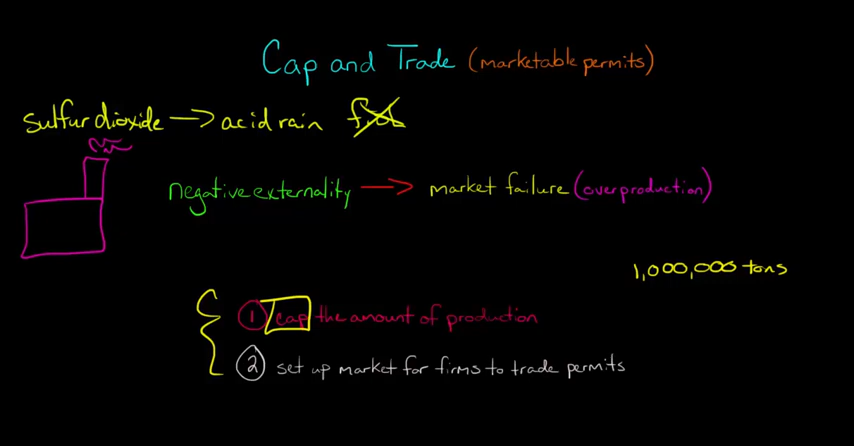 Cap and Trade (marketable permits)
sulfur dioxide → acid rain
negative externality → market failure (overproduction)
1,000,000 tons
① cap the amount of production
② set up market for firms to trade permits